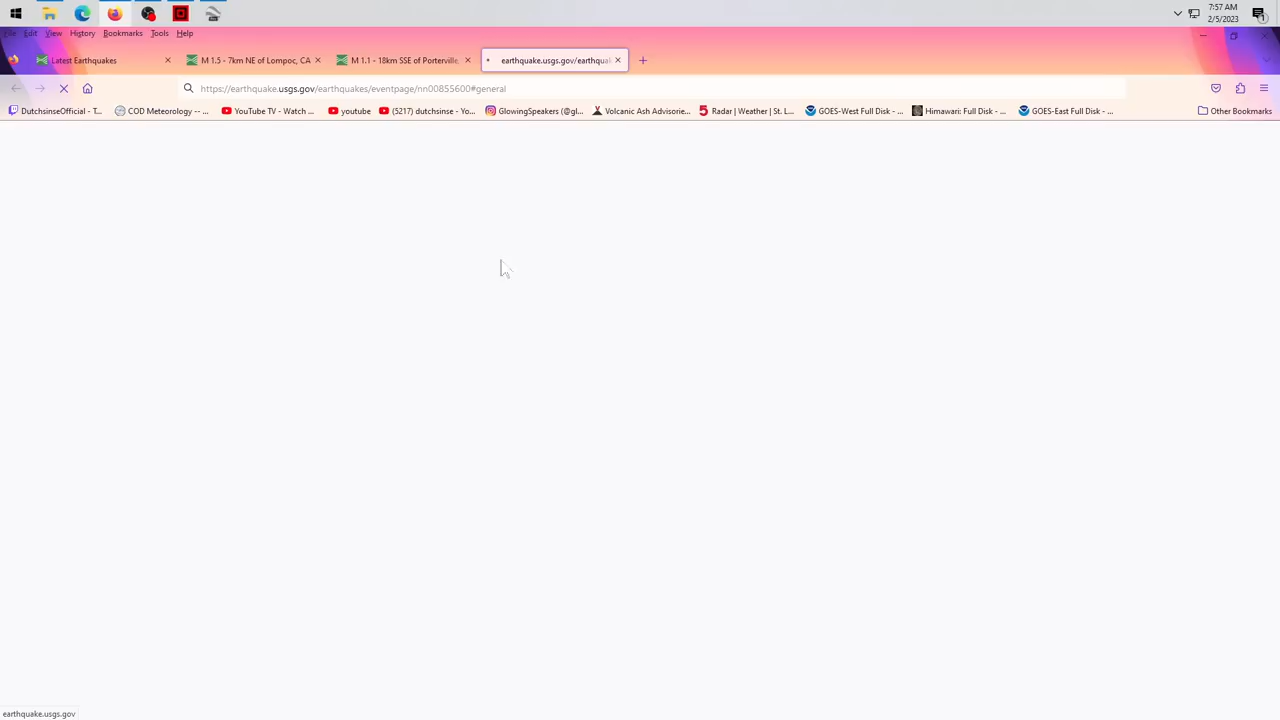 7:57 AM
2/5/2023
File Edit View History Bookmarks Tools Help
Latest Earthquakes
M 1.5 - 7km NE of Lompoc, CA
M 1.1 - 18km SSE of Porterville,
earthquake.usgs.gov/earthqua
https://earthquake.usgs.gov/earthquakes/eventpage/nn00855600#general
DutchsinseOfficial - T...
COD Meteorology -- ...
YouTube TV - Watch ...
youtube
(5217) dutchsinse - Yo...
GlowingSpeakers (@gl...
Volcanic Ash Advisorie...
Radar | Weather | St. L...
GOES-West Full Disk - ...
Himawari: Full Disk - ...
GOES-East Full Disk - ...
Other Bookmarks
earthquake.usgs.gov